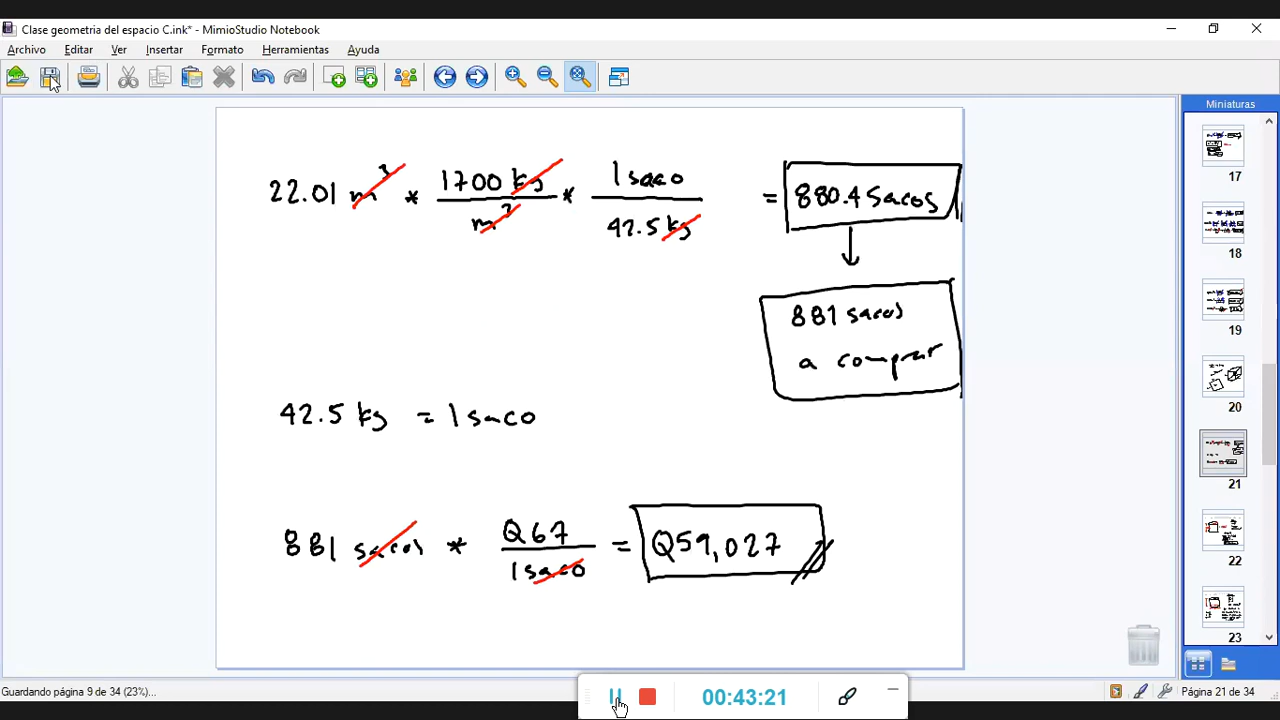 Clase geometria del espacio C.ink* - MimioStudio Notebook
Archivo Editar Ver Insertar Formato Herramientas Ayuda
Miniaturas
22.01 m³ * 1700 kg / m³ * 1 saco / 42.5 kg = 880.4 Sacos
881 sacos
a comprar
42.5 kg = 1 saco
881 sacos * Q67 / 1 saco = Q59,027
17
18
19
20
21
22
23
Guardando página 9 de 34 (23%)...
00:43:21
Página 21 de 34